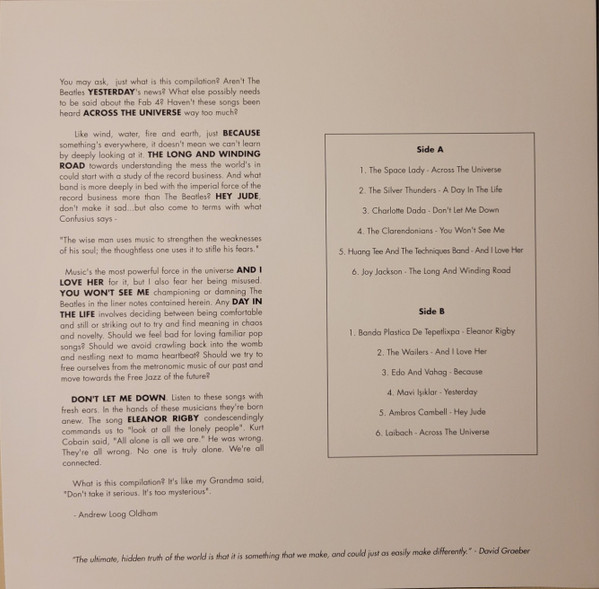 You may ask, just what is this compilation? Aren't The
Beatles YESTERDAY's news? What else possibly needs
to be said about the Fab 4? Haven't these songs been
heard ACROSS THE UNIVERSE way too much?
Like wind, water, fire and earth, just BECAUSE
something's everywhere, it doesn't mean we can't learn
by deeply looking at it. THE LONG AND WINDING
ROAD towards understanding the mess the world's in
could start with a study of the record business. And what
band is more deeply in bed with the imperial force of the
record business more than The Beatles? HEY JUDE,
don't make it sad...but also come to terms with what
Confusius says -
"The wise man uses music to strengthen the weaknesses
of his soul; the thoughtless one uses it to stifle his fears."
Music's the most powerful force in the universe AND I
LOVE HER for it, but I also fear her being misused.
YOU WON'T SEE ME championing or damning The
Beatles in the liner notes contained herein. Any DAY IN
THE LIFE involves deciding between being comfortable
and still or striking out to try and find meaning in chaos
and novelty. Should we feel bad for loving familiar pop
songs? Should we avoid crawling back into the womb
and nestling next to mama heartbeat? Should we try to
free ourselves from the metronomic music of our past and
move towards the Free Jazz of the future?
DON'T LET ME DOWN. Listen to these songs with
fresh ears. In the hands of these musicians they're born
anew. The song ELEANOR RIGBY condescendingly
commands us to "look at all the lonely people". Kurt
Cobain said, "All alone is all we are." He was wrong.
They're all wrong. No one is truly alone. We're all
connected.
What is this compilation? It's like my Grandma said,
"Don't take it serious. It's too mysterious".
- Andrew Loog Oldham
Side A
1. The Space Lady - Across The Universe
2. The Silver Thunders - A Day In The Life
3. Charlotte Dada - Don't Let Me Down
4. The Clarendonians - You Won't See Me
5. Huang Tee And The Techniques Band - And I Love Her
6. Joy Jackson - The Long And Winding Road
Side B
1. Banda Plastica De Tepetlixpa - Eleanor Rigby
2. The Wailers - And I Love Her
3. Edo And Vahag - Because
4. Mavi Işıklar - Yesterday
5. Ambros Cambell - Hey Jude
6. Laibach - Across The Universe
"The ultimate, hidden truth of the world is that it is something that we make, and could just as easily make differently." - David Graeber